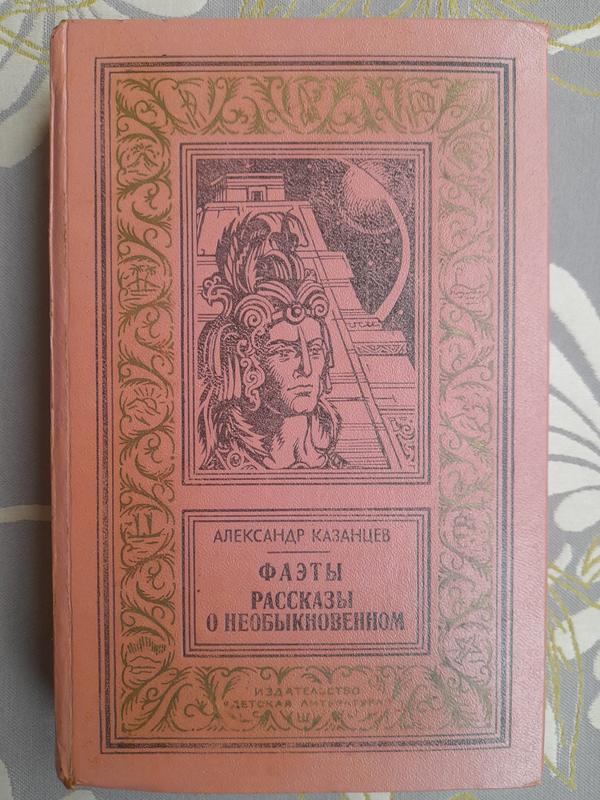 АЛЕКСАНДР КАЗАНЦЕВ
ФАЭТЫ
РАССКАЗЫ
О НЕОБЫКНОВЕННОМ
ИЗДАТЕЛЬСТВО
"ДЕТСКАЯ ЛИТЕРАТУРА"